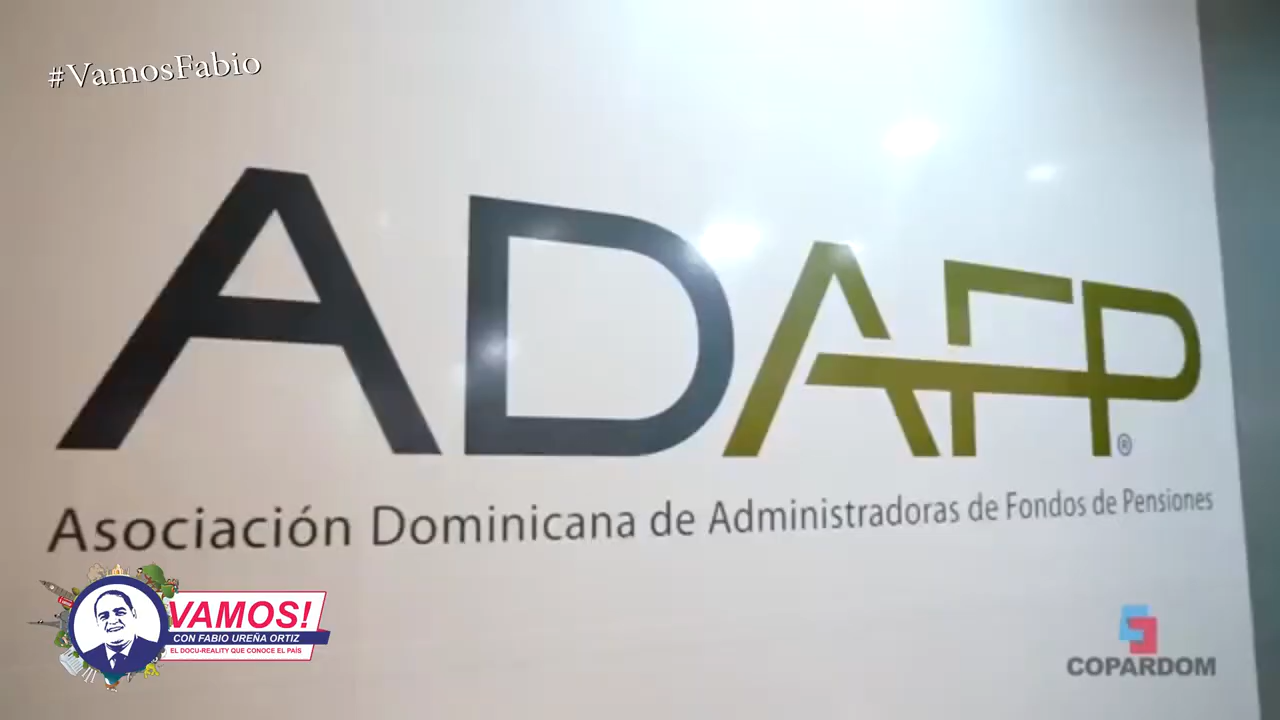 #VamosFabio
ADAFP®
Asociación Dominicana de Administradoras de Fondos de Pensiones
VAMOS!
CON FABIO UREÑA ORTIZ
EL DOCU-REALITY QUE CONOCE EL PAÍS
COPARDOM